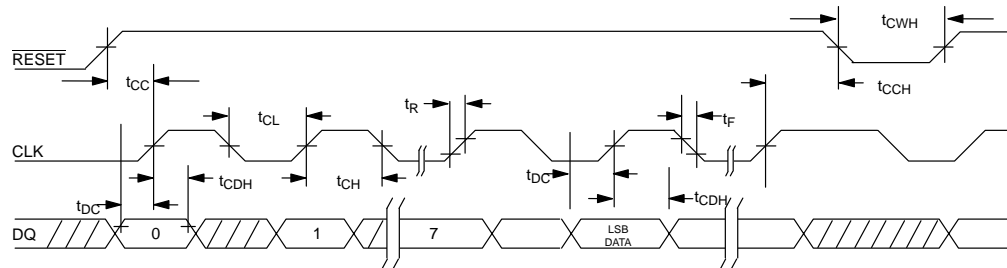 tCWH
RESET
tCC
tCCH
tR
tCL
tF
CLK
tDC
tCDH
tCH
tDC
tCDH
DQ
0
1
7
LSB
DATA